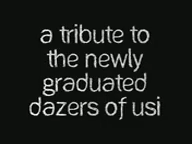 a tribute to
the newly
graduated
dazers of usi